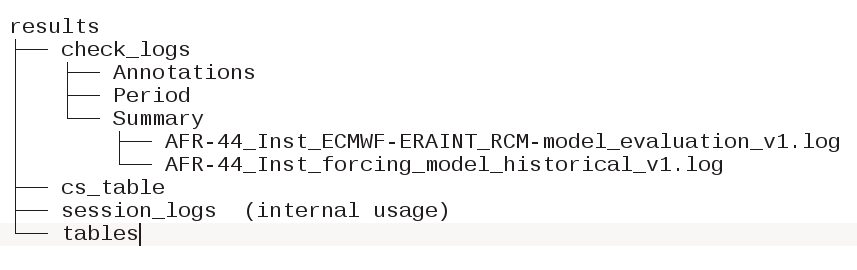 results
check_logs
Annotations
Period
Summary
AFR-44_Inst_ECMWF-ERAINT_RCM-model_evaluation_v1.log
AFR-44_Inst_forcing_model_historical_v1.log
cs_table
session_logs (internal usage)
tables